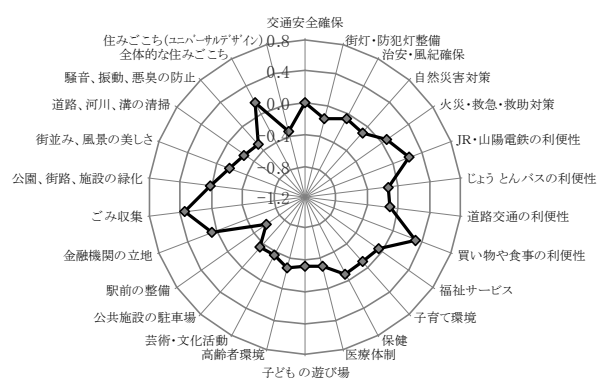 交通安全確保
街灯・防犯灯整備
治安・風紀確保
自然災害対策
火災・救急・救助対策
JR・山陽電鉄の利便性
じょうとんバスの利便性
道路交通の利便性
買い物や食事の利便性
福祉サービス
子育て環境
保健
医療体制
子どもの遊び場
高齢者環境
芸術・文化活動
公共施設の駐車場
駅前の整備
金融機関の立地
ごみ収集
公園、街路、施設の緑化
街並み、風景の美しさ
道路、河川、溝の清掃
騒音、振動、悪臭の防止
全体的な住みごこち
住みごこち(ユニバーサルデザイン)
0.8
0.4
0.0
-0.4
-0.8
-1.2